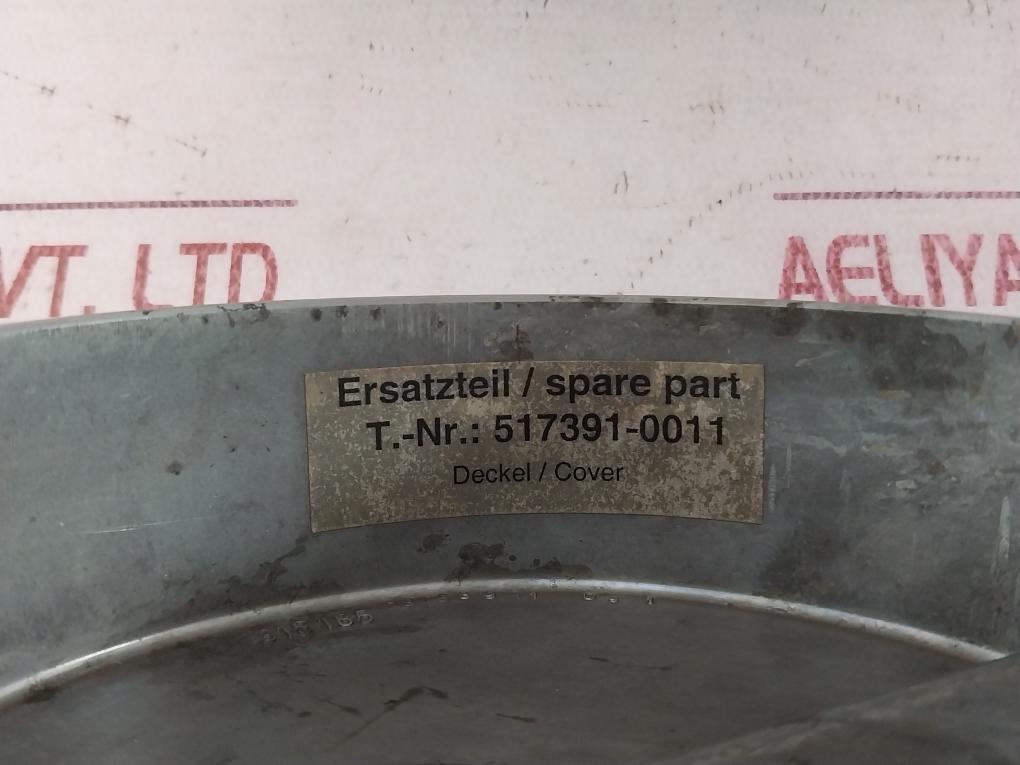 VT. LTD
AELIYA
Ersatzteil / spare part
T.-Nr.: 517391-0011
Deckel / Cover